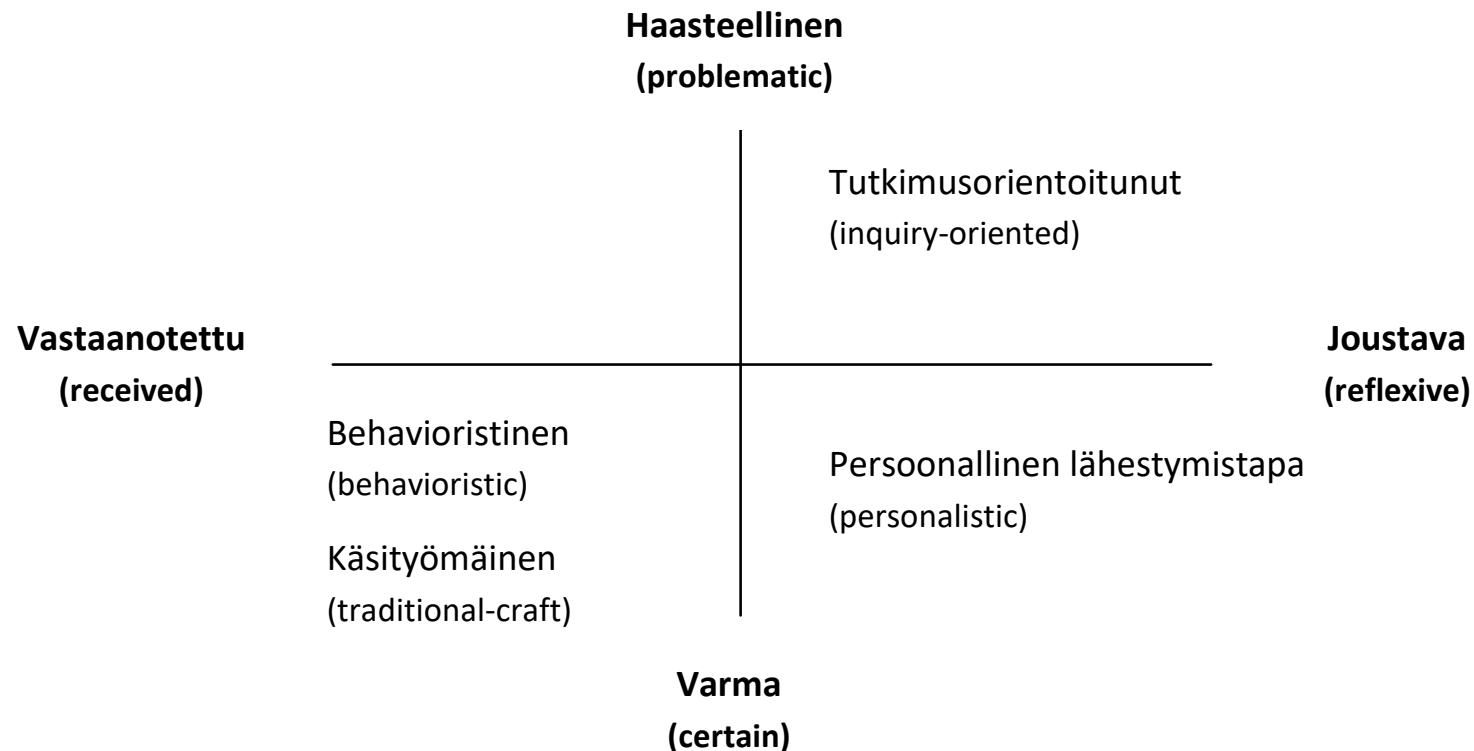 Haasteellinen
(problematic)
Tutkimusorientoitunut
(inquiry-oriented)
Vastaanotettu
(received)
Joustava
(reflexive)
Behavioristinen
(behavioristic)
Persoonallinen lähestymistapa
(personalistic)
Käsityömäinen
(traditional-craft)
Varma
(certain)